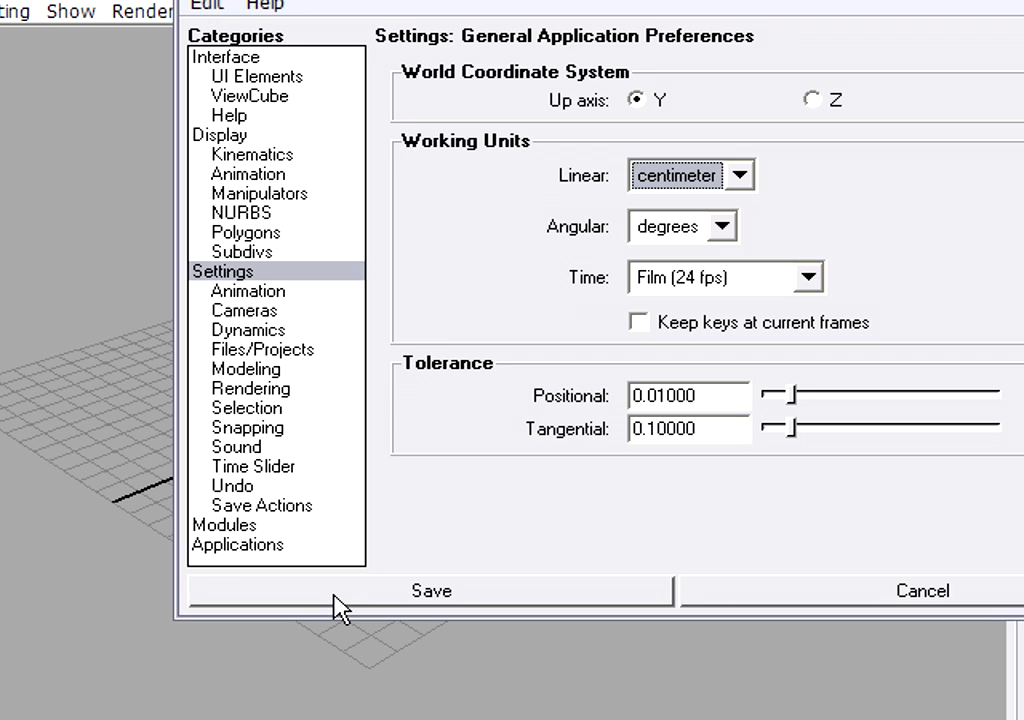 Show Render
Edit Help
Categories
Interface
UI Elements
ViewCube
Help
Display
Kinematics
Animation
Manipulators
NURBS
Polygons
Subdivs
Settings
Animation
Cameras
Dynamics
Files/Projects
Modeling
Rendering
Selection
Snapping
Sound
Time Slider
Undo
Save Actions
Modules
Applications
Settings: General Application Preferences
World Coordinate System
Up axis: Y Z
Working Units
Linear: centimeter
Angular: degrees
Time: Film (24 fps)
Keep keys at current frames
Tolerance
Positional: 0.01000
Tangential: 0.10000
Save Cancel